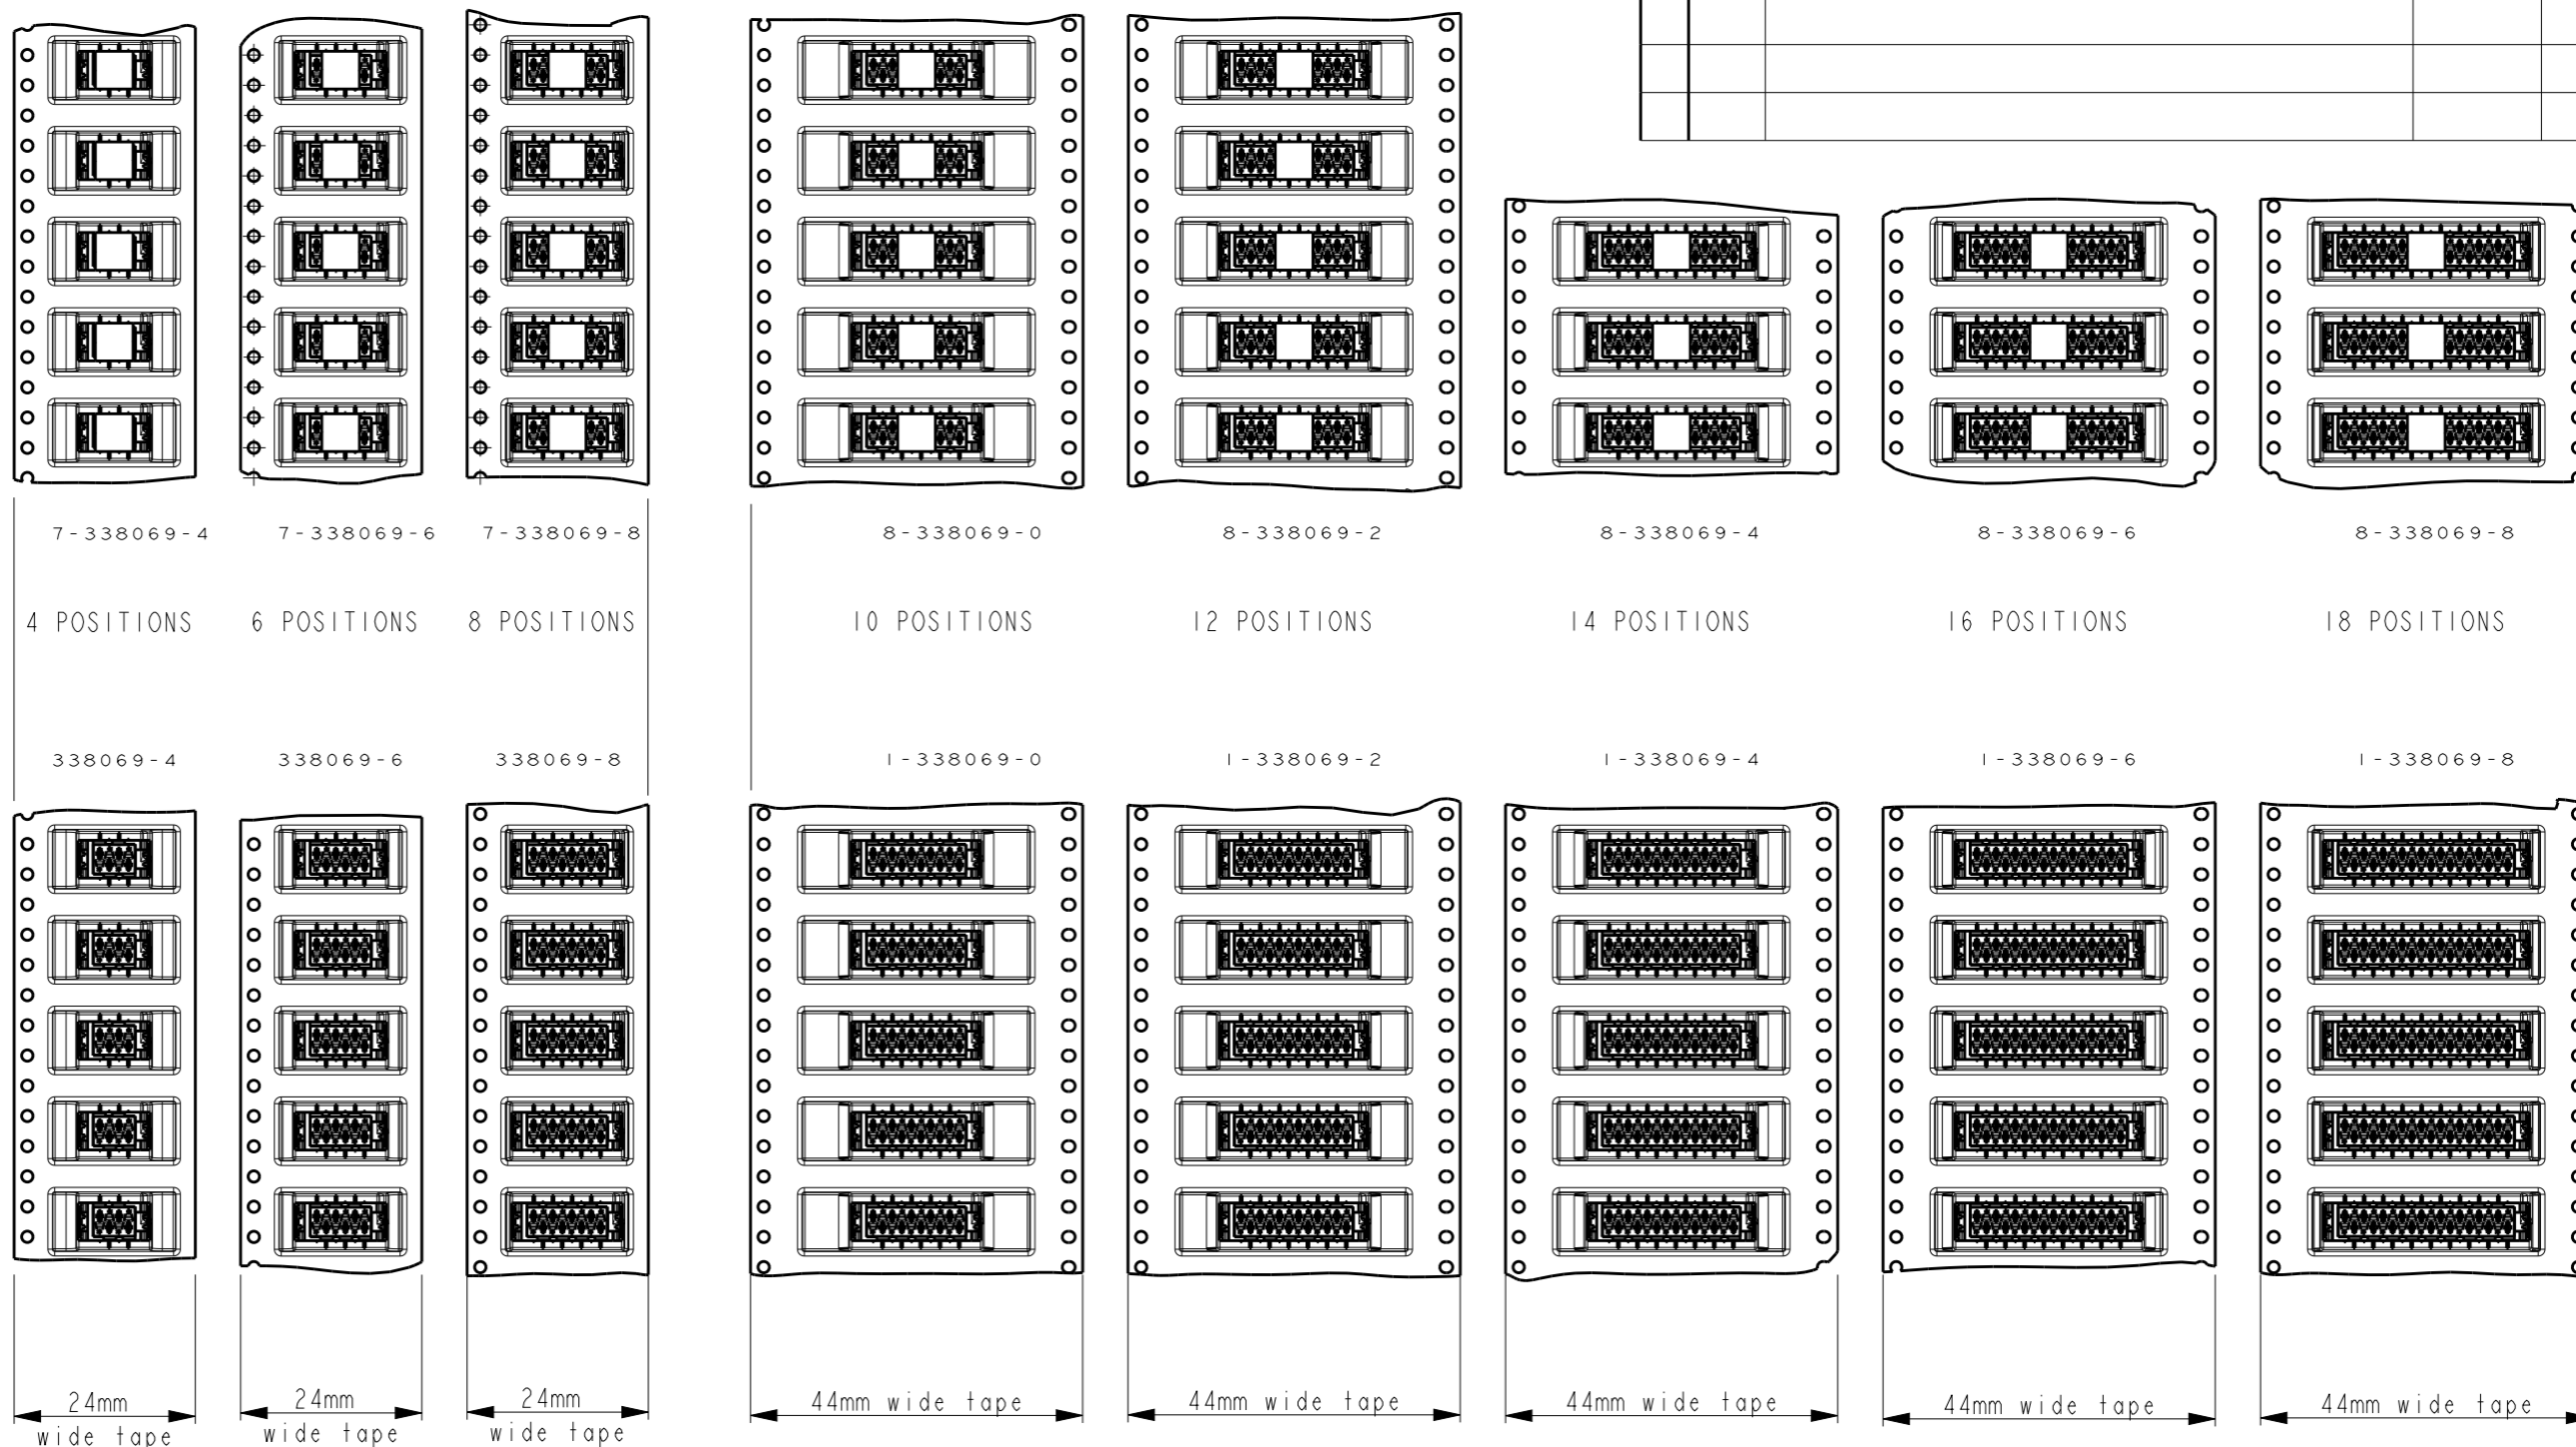 7-338069-4 7-338069-6 7-338069-8 8-338069-0 8-338069-2 8-338069-4 8-338069-6 8-338069-8
4 POSITIONS 6 POSITIONS 8 POSITIONS 10 POSITIONS 12 POSITIONS 14 POSITIONS 16 POSITIONS 18 POSITIONS
338069-4 338069-6 338069-8 1-338069-0 1-338069-2 1-338069-4 1-338069-6 1-338069-8
24mm 24mm 24mm 44mm wide tape 44mm wide tape 44mm wide tape 44mm wide tape 44mm wide tape
wide tape wide tape wide tape